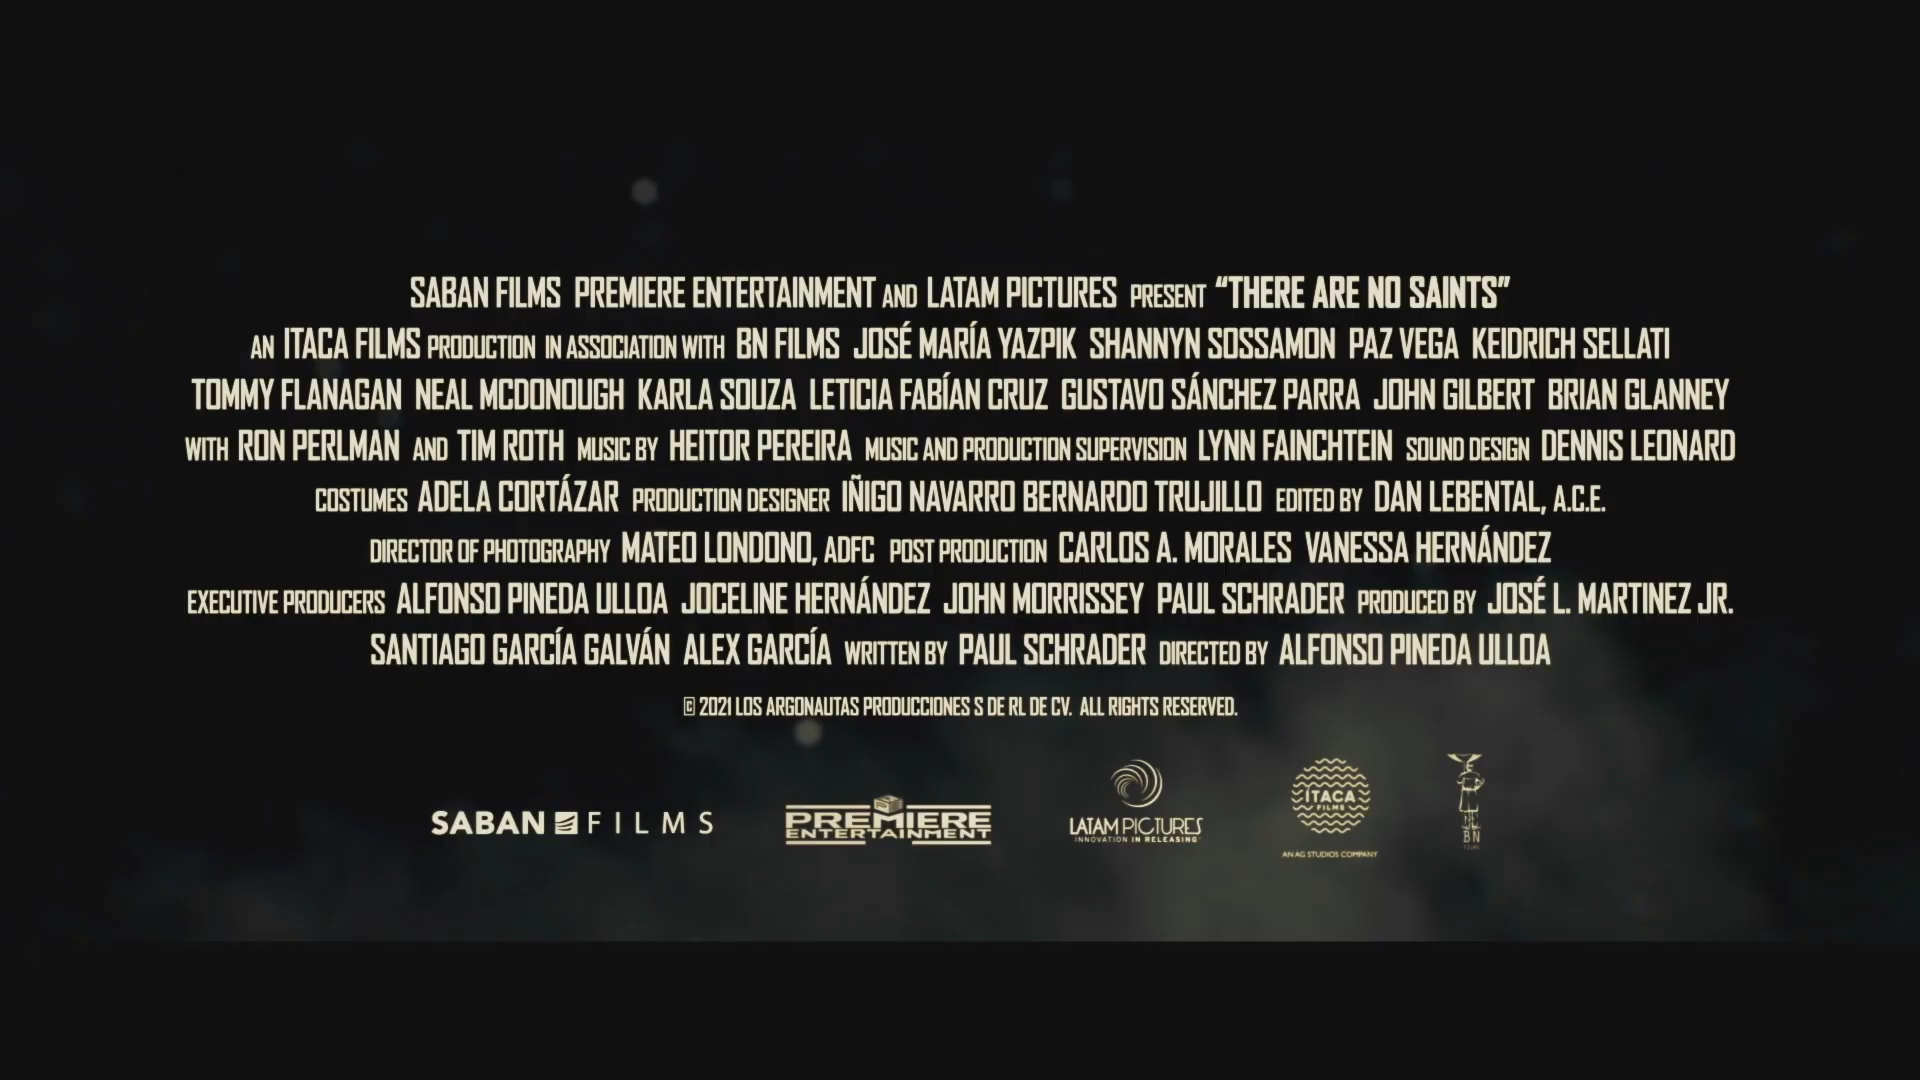 SABAN FILMS PREMIERE ENTERTAINMENT AND LATAM PICTURES PRESENT “THERE ARE NO SAINTS”
AN ITACA FILMS PRODUCTION IN ASSOCIATION WITH BN FILMS JOSÉ MARÍA YAZPIK SHANNYN SOSSAMON PAZ VEGA KEIDRICH SELLATI
TOMMY FLANAGAN NEAL MCDONOUGH KARLA SOUZA LETICIA FABÍAN CRUZ GUSTAVO SÁNCHEZ PARRA JOHN GILBERT BRIAN GLANNEY
WITH RON PERLMAN AND TIM ROTH MUSIC BY HEITOR PEREIRA MUSIC AND PRODUCTION SUPERVISION LYNN FAINCHTEIN SOUND DESIGN DENNIS LEONARD
COSTUMES ADELA CORTÁZAR PRODUCTION DESIGNER IÑIGO NAVARRO BERNARDO TRUJILLO EDITED BY DAN LEBENTAL, A.C.E.
DIRECTOR OF PHOTOGRAPHY MATEO LONDONO, ADFC POST PRODUCTION CARLOS A. MORALES VANESSA HERNÁNDEZ
EXECUTIVE PRODUCERS ALFONSO PINEDA ULLOA JOCELINE HERNÁNDEZ JOHN MORRISSEY PAUL SCHRADER PRODUCED BY JOSÉ L. MARTINEZ JR.
SANTIAGO GARCÍA GALVÁN ALEX GARCÍA WRITTEN BY PAUL SCHRADER DIRECTED BY ALFONSO PINEDA ULLOA
© 2021 LOS ARGONAUTAS PRODUCCIONES S DE RL DE CV. ALL RIGHTS RESERVED.
SABAN FILMS
PREMIERE
ENTERTAINMENT
LATAM PICTURES
INNOVATION IN RELEASING
ITACA
FILMS
AN AG STUDIOS COMPANY
BN